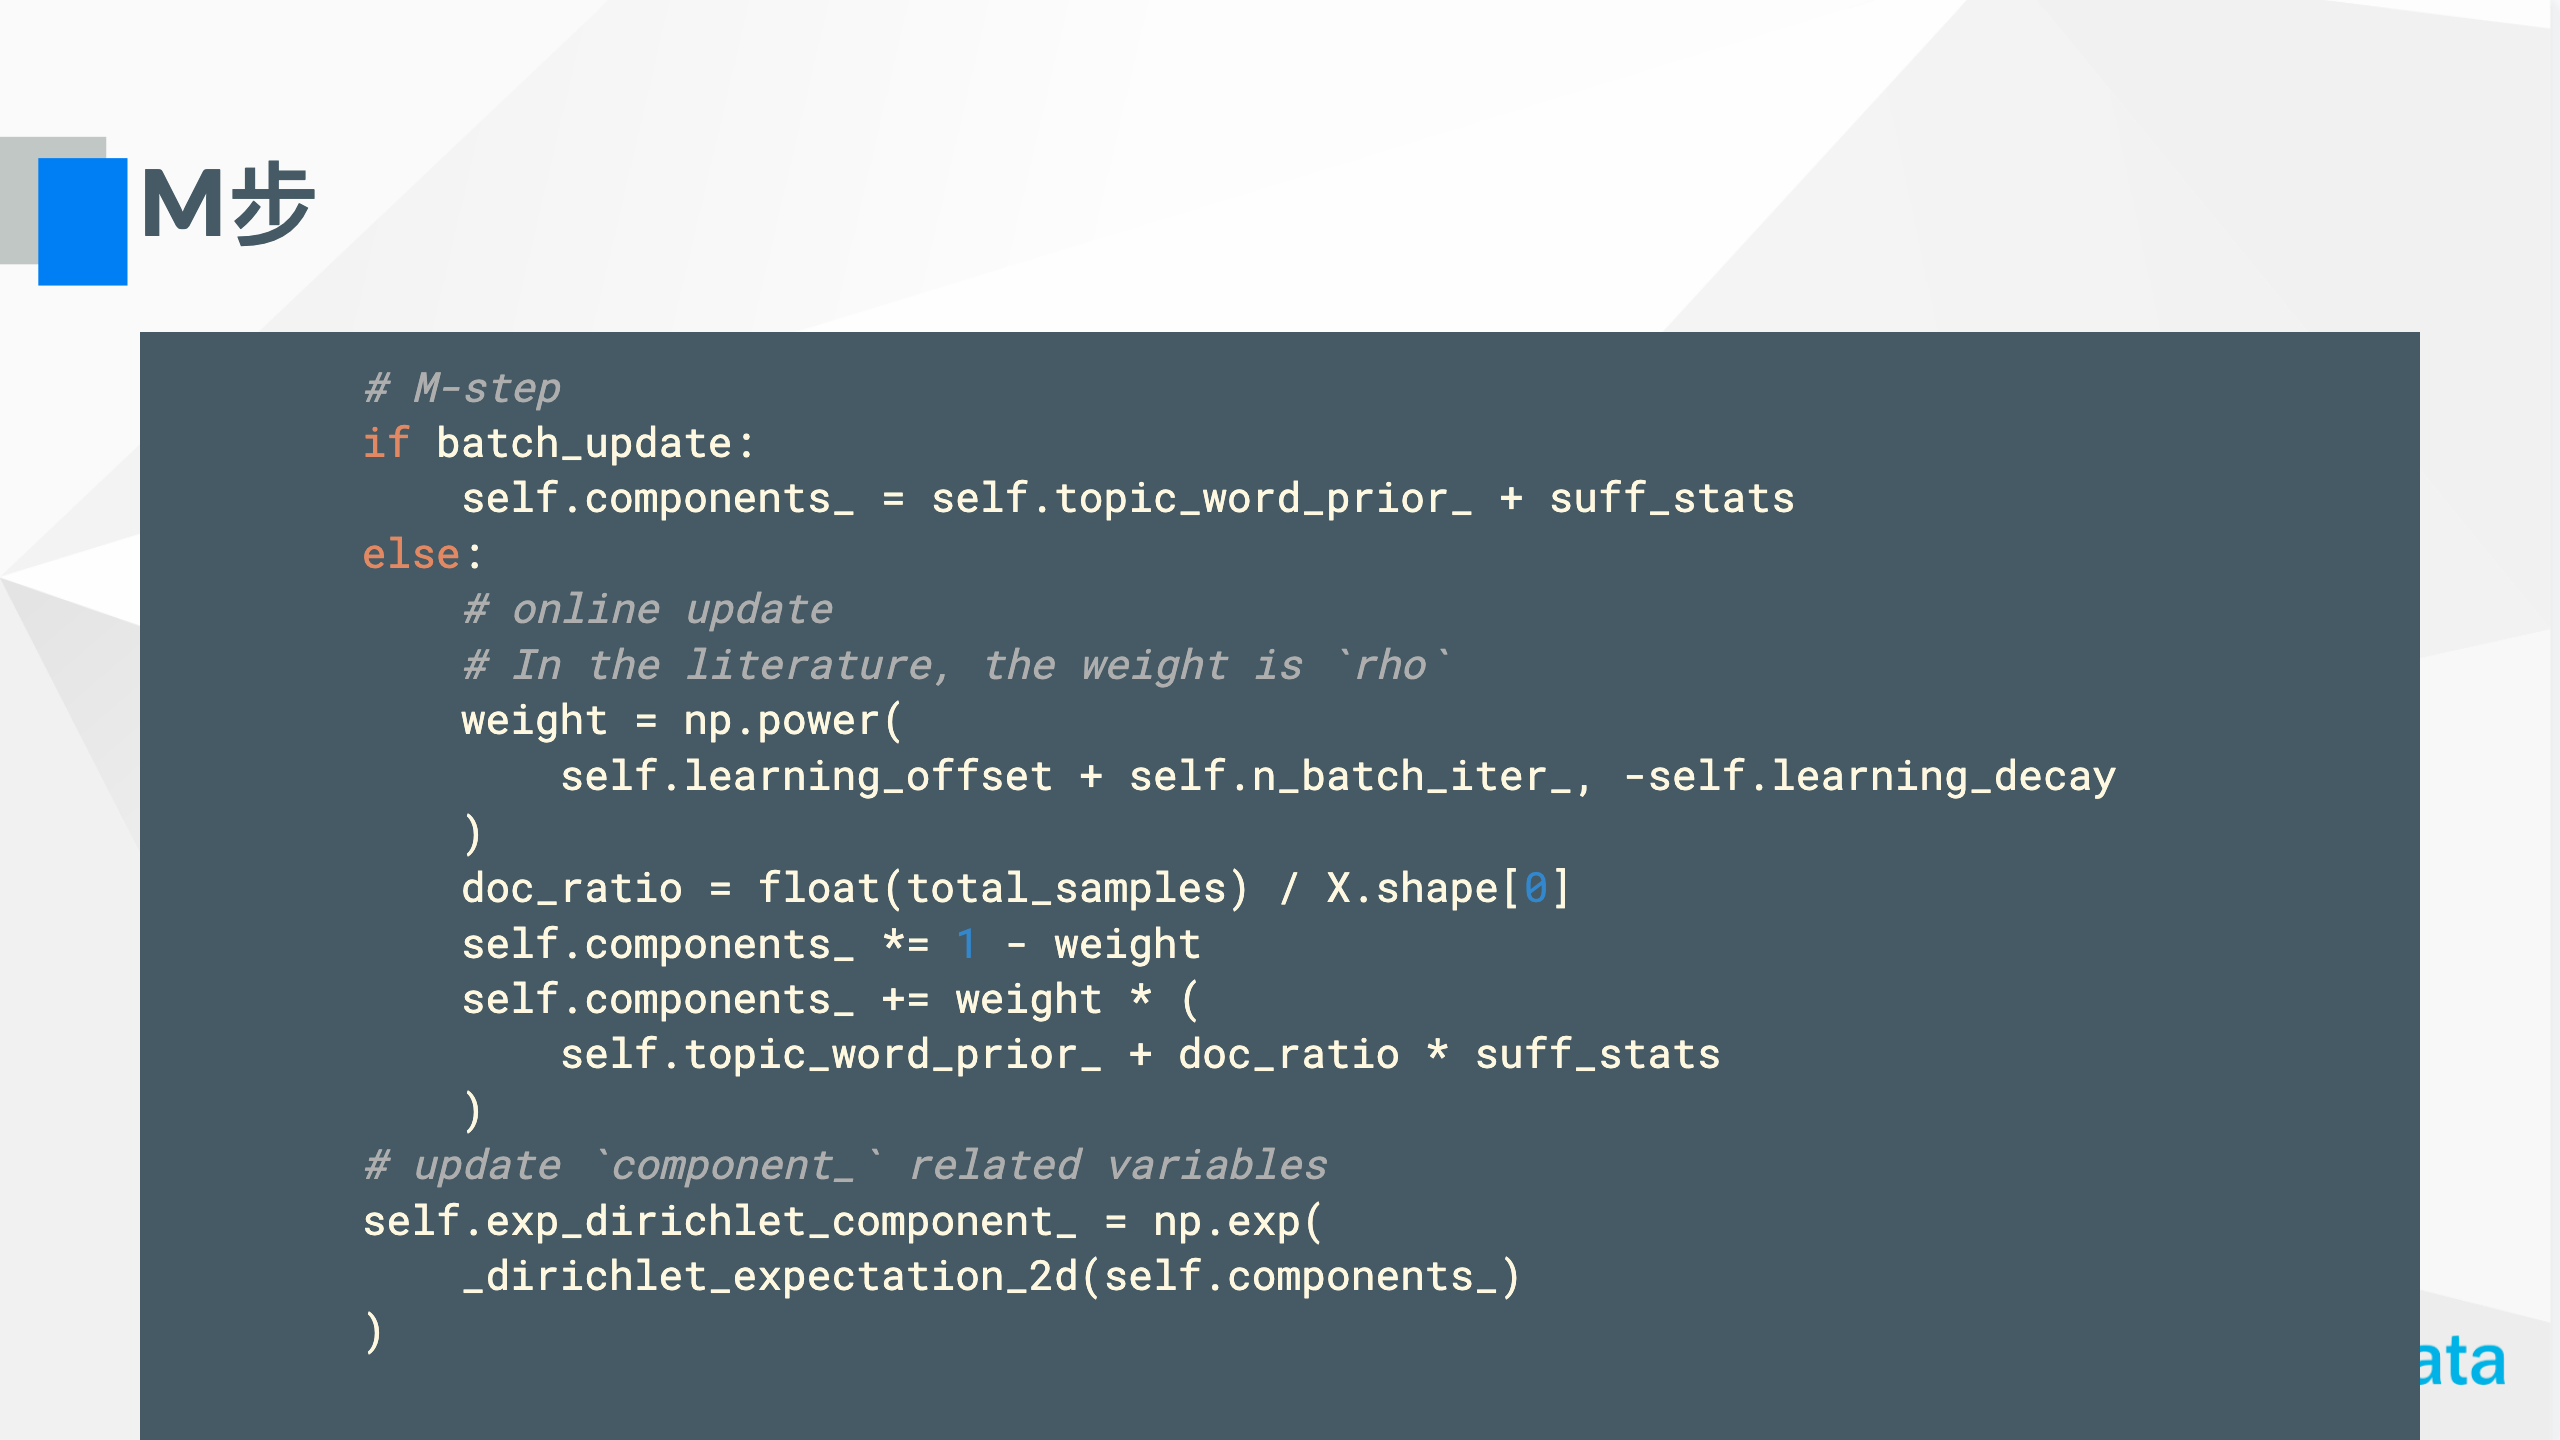 M步
# M-step
if batch_update:
    self.components_ = self.topic_word_prior_ + suff_stats
else:
    # online update
    # In the literature, the weight is `rho`
    weight = np.power(
        self.learning_offset + self.n_batch_iter_, -self.learning_decay
    )
    doc_ratio = float(total_samples) / X.shape[0]
    self.components_ *= 1 - weight
    self.components_ += weight * (
        self.topic_word_prior_ + doc_ratio * suff_stats
    )
# update `component_` related variables
self.exp_dirichlet_component_ = np.exp(
    _dirichlet_expectation_2d(self.components_)
)